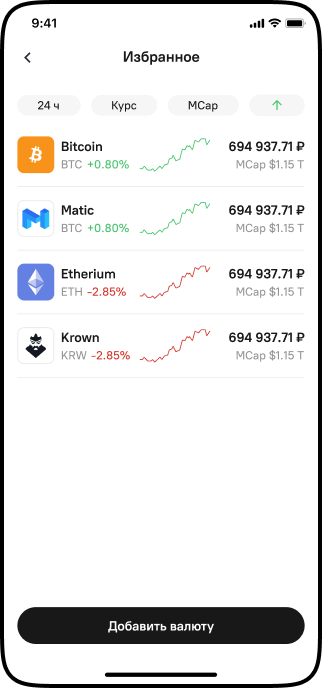 9:41
Избранное
24 ч Курс МСар
Bitcoin 694 937.71 ₽
BTC +0.80% MCap $1.15 T
Matic 694 937.71 ₽
BTC +0.80% MCap $1.15 T
Etherium 694 937.71 ₽
ETH -2.85% MCap $1.15 T
Krown 694 937.71 ₽
KRW -2.85% MCap $1.15 T
Добавить валюту